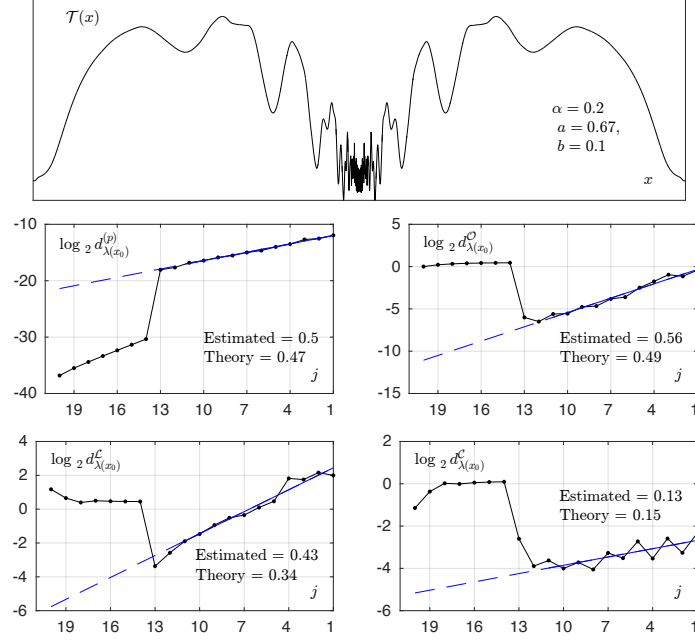 𝒯(x)
α = 0.2
a = 0.67,
b = 0.1
x
-10
-20
-30
-40
log ₂ d^{(p)}_{λ(x₀)}
Estimated = 0.5
Theory = 0.47
j
19 16 13 10 7 4 1
5
0
-5
-10
-15
log ₂ d^{𝒪}_{λ(x₀)}
Estimated = 0.56
Theory = 0.49
j
19 16 13 10 7 4 1
4
2
0
-2
-4
-6
log ₂ d^{ℒ}_{λ(x₀)}
Estimated = 0.43
Theory = 0.34
j
19 16 13 10 7 4 1
2
0
-2
-4
-6
log ₂ d^{𝒞}_{λ(x₀)}
Estimated = 0.13
Theory = 0.15
j
19 16 13 10 7 4 1